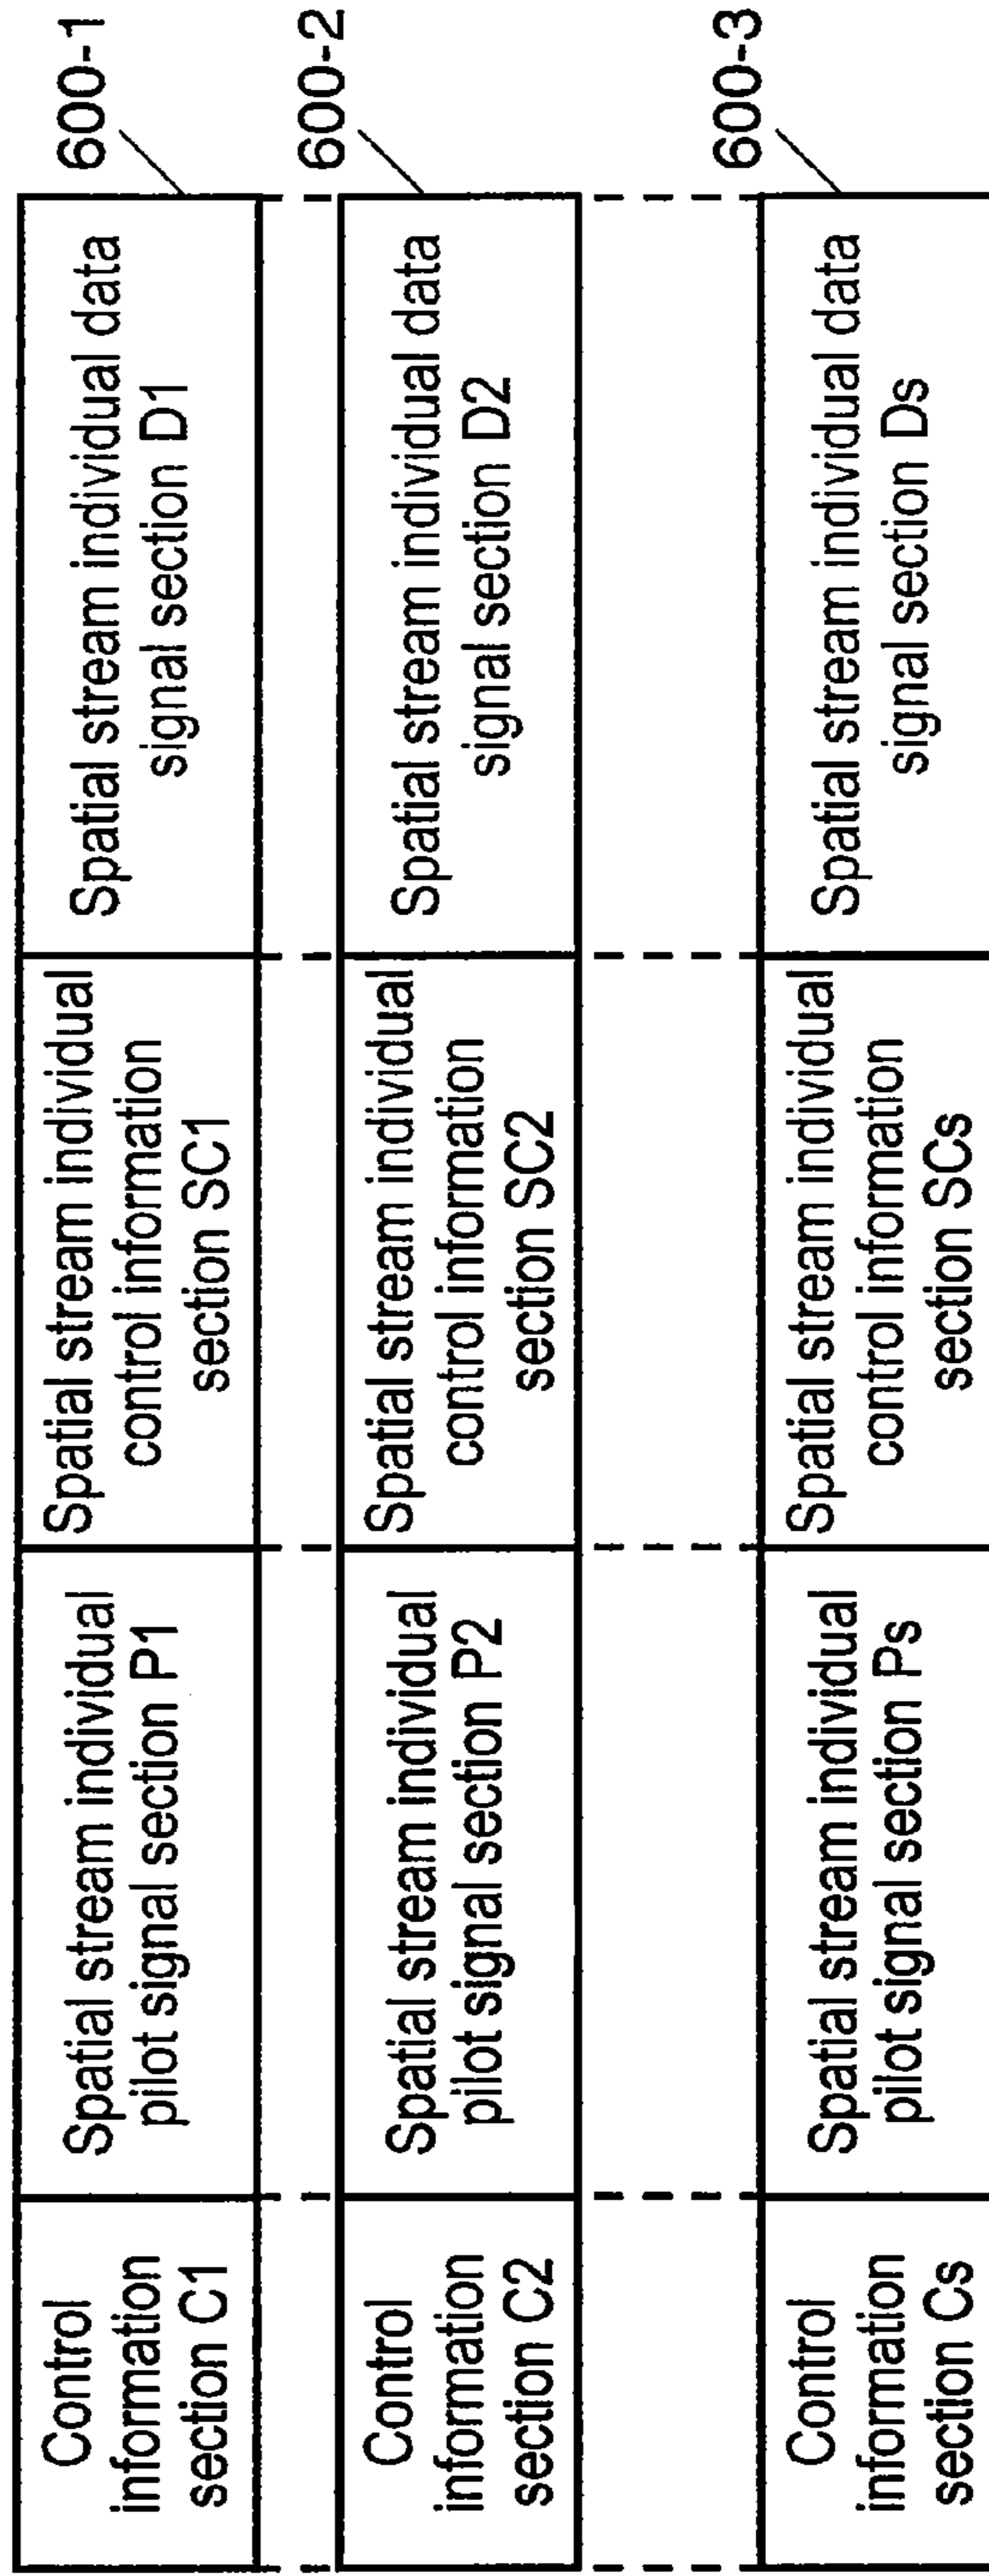 Control
information
section C1
Spatial stream individual
pilot signal section P1
Spatial stream individual
control information
section SC1
Spatial stream individual data
signal section D1
600-1
Control
information
section C2
Spatial stream individual
pilot signal section P2
Spatial stream individual
control information
section SC2
Spatial stream individual data
signal section D2
600-2
Control
information
section Cs
Spatial stream individual
pilot signal section Ps
Spatial stream individual
control information
section SCs
Spatial stream individual data
signal section Ds
600-3